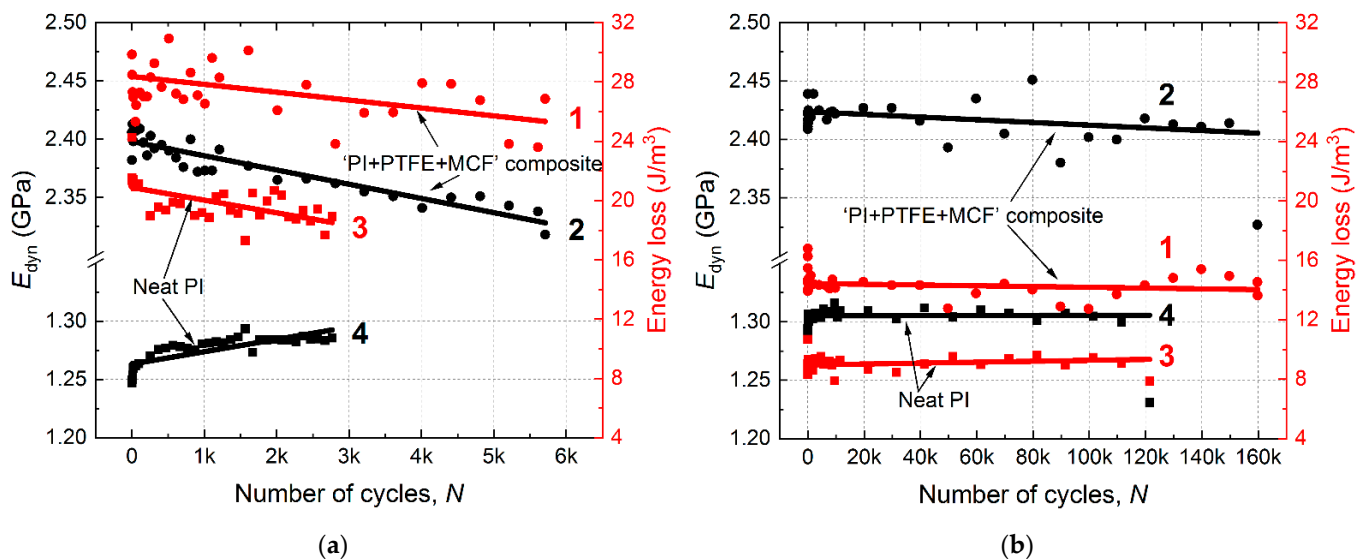 2.50
2.45
2.40
2.35
1.30
1.25
1.20
E_dyn (GPa)
32
28
24
20
16
12
8
4
Energy loss (J/m³)
1
'PI+PTFE+MCF' composite
2
3
Neat PI
4
0 1k 2k 3k 4k 5k 6k
Number of cycles, N
(a)
2.50
2.45
2.40
2.35
1.30
1.25
1.20
E_dyn (GPa)
32
28
24
20
16
12
8
4
Energy loss (J/m³)
2
'PI+PTFE+MCF' composite
1
4
3
Neat PI
0 20k 40k 60k 80k 100k 120k 140k 160k
Number of cycles, N
(b)